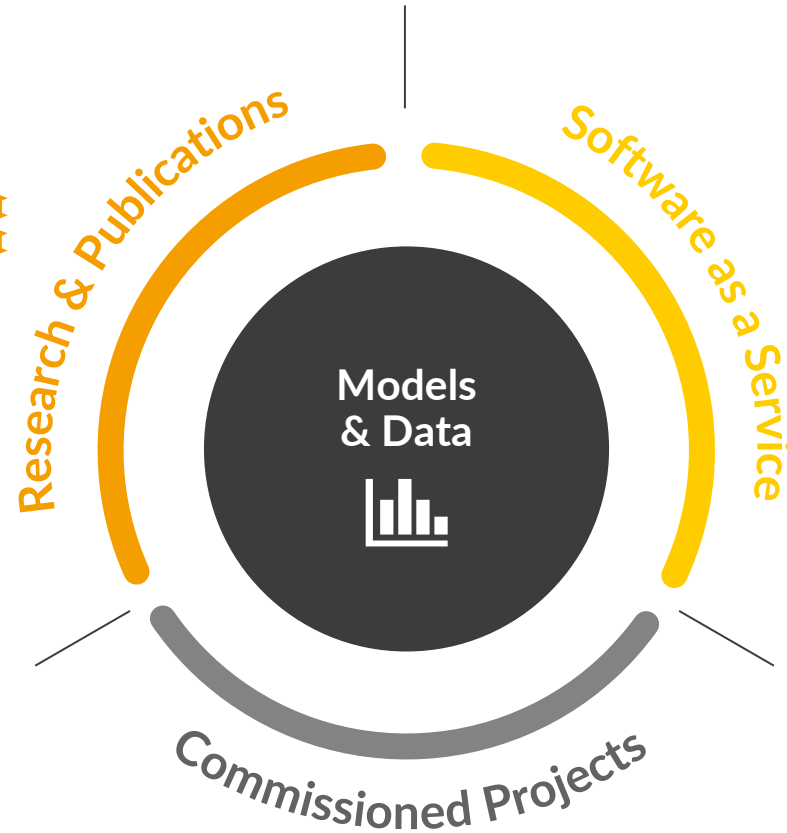 Research & Publications
Software as a Service
Models
& Data
Commissioned Projects